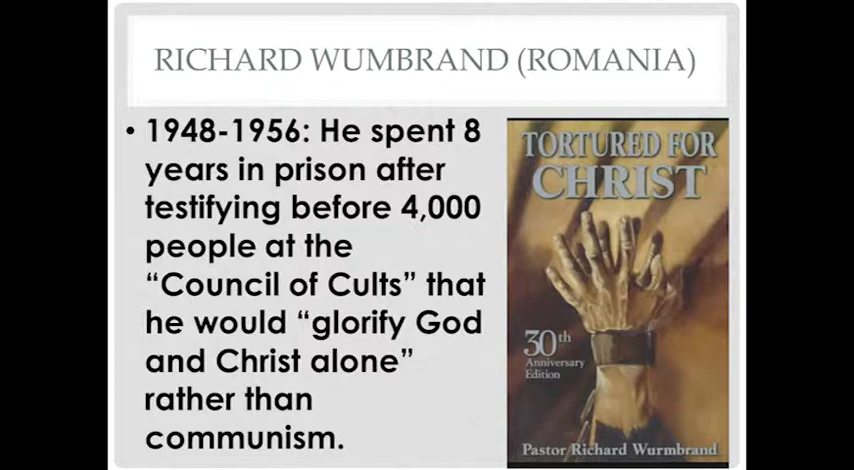 RICHARD WUMBRAND (ROMANIA)
• 1948-1956: He spent 8
years in prison after
testifying before 4,000
people at the
“Council of Cults” that
he would “glorify God
and Christ alone”
rather than
communism.
TORTURED FOR
CHRIST
30th
Anniversary
Edition
Pastor Richard Wurmbrand